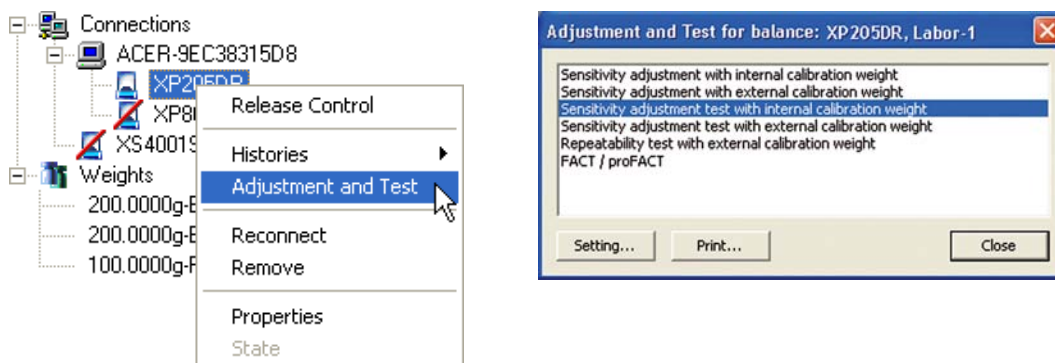 Connections
ACER-9EC38315D8
XP205DR
Release Control
XS4001S
Histories
Weights
Adjustment and Test
200.0000g-
200.0000g-
Reconnect
100.0000g-
Remove
Properties
State
Adjustment and Test for balance: XP205DR, Labor-1
Sensitivity adjustment with internal calibration weight
Sensitivity adjustment with external calibration weight
Sensitivity adjustment test with internal calibration weight
Sensitivity adjustment test with external calibration weight
Repeatability test with external calibration weight
FACT / proFACT
Setting... Print... Close